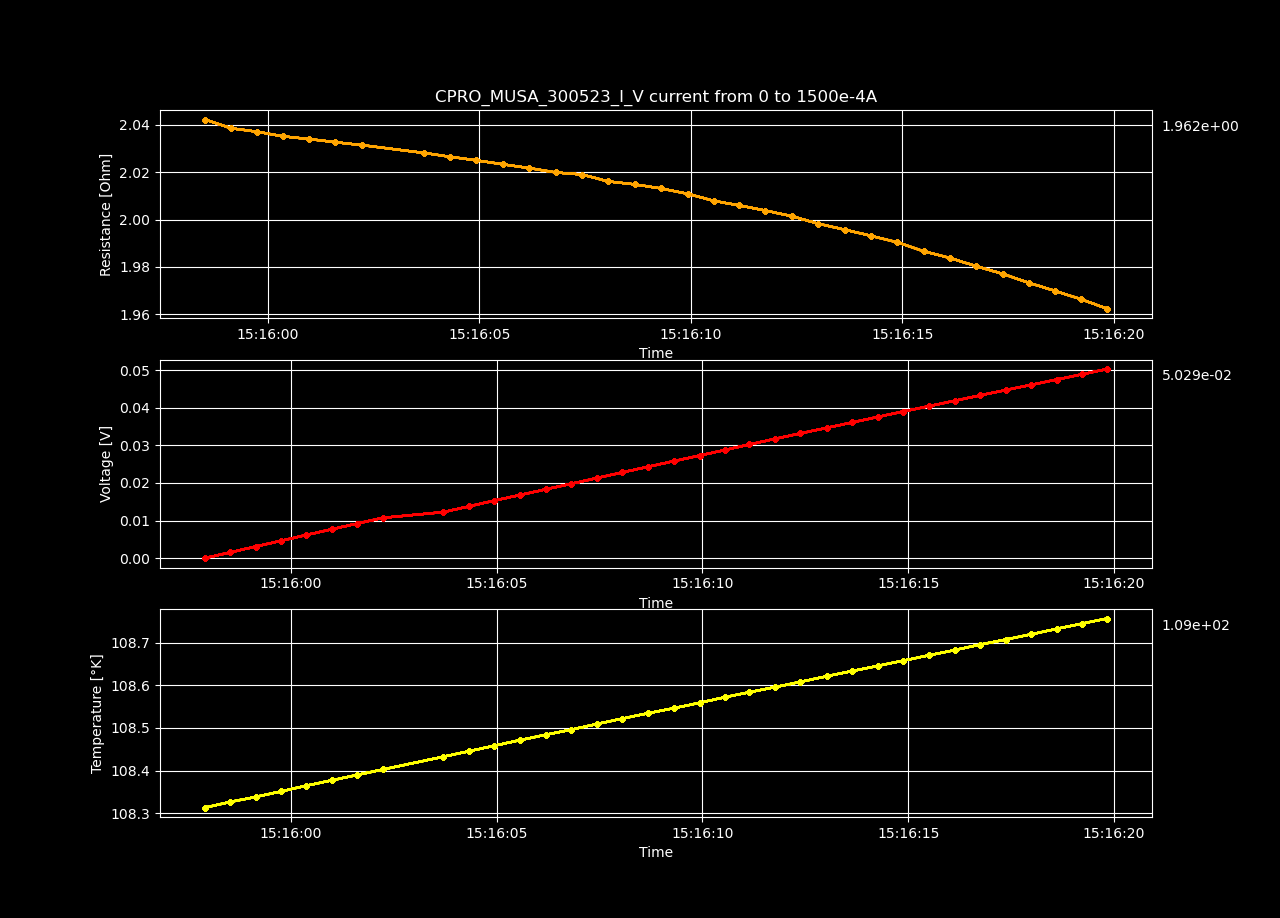 CPRO_MUSA_300523_I_V current from 0 to 1500e-4A
2.04
2.02
2.00
1.98
1.96
Resistance [Ohm]
1.962e+00
15:16:00 15:16:05 15:16:10 15:16:15 15:16:20
Time
0.05
0.04
0.03
0.02
0.01
0.00
Voltage [V]
5.029e-02
15:16:00 15:16:05 15:16:10 15:16:15 15:16:20
Time
108.7
108.6
108.5
108.4
108.3
Temperature [°K]
1.09e+02
15:16:00 15:16:05 15:16:10 15:16:15 15:16:20
Time